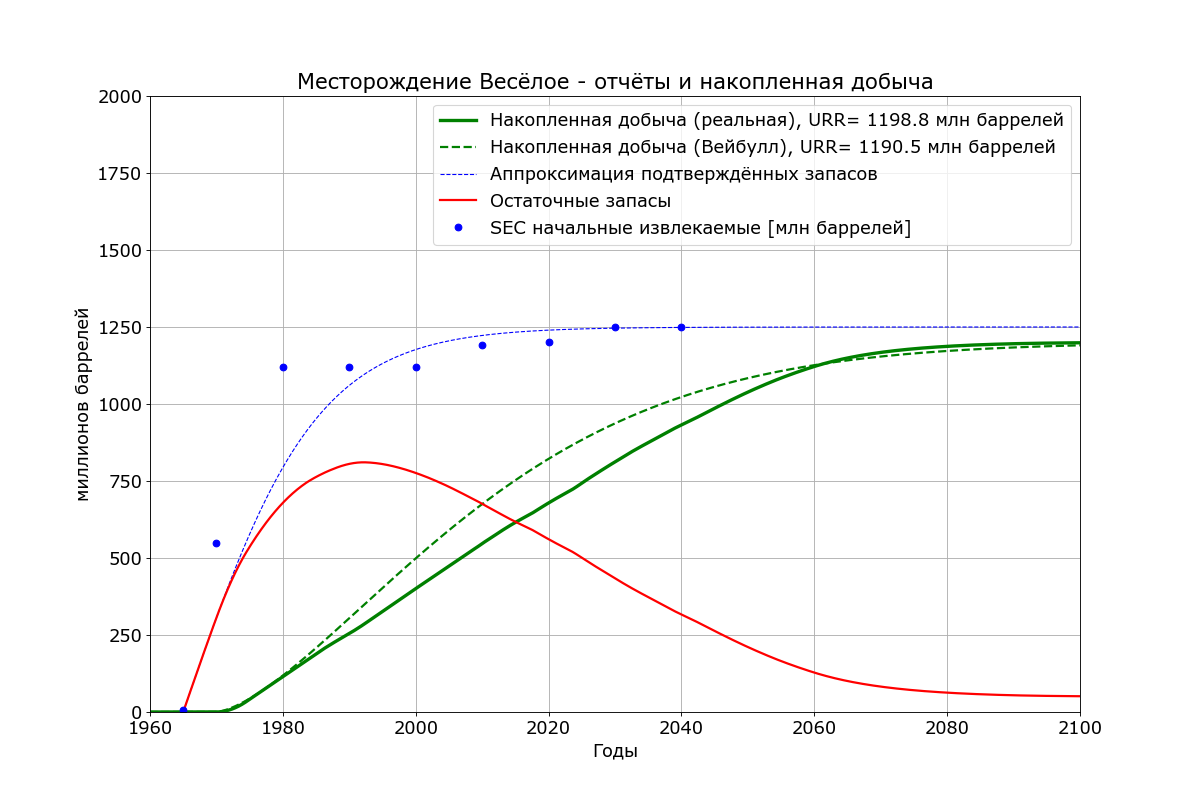 Месторождение Весёлое - отчёты и накопленная добыча
2000
1750
1500
1250
1000
750
500
250
0
миллионов баррелей
Накопленная добыча (реальная), URR= 1198.8 млн баррелей
Накопленная добыча (Вейбулл), URR= 1190.5 млн баррелей
Аппроксимация подтверждённых запасов
Остаточные запасы
SEC начальные извлекаемые [млн баррелей]
1960 1980 2000 2020 2040 2060 2080 2100
Годы